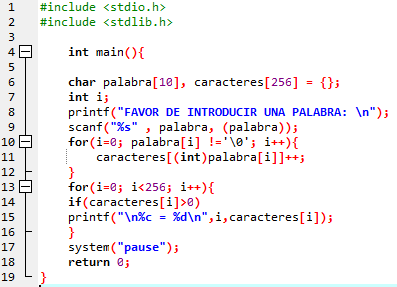 1 #include <stdio.h>
2 #include <stdlib.h>
3
4 int main(){
5
6 char palabra[10], caracteres[256] = {};
7 int i;
8 printf("FAVOR DE INTRODUCIR UNA PALABRA: \n");
9 scanf("%s" , palabra, (palabra));
10 for(i=0; palabra[i] !='\0'; i++){
11 caracteres[(int)palabra[i]]++;
12 }
13 for(i=0; i<256; i++){
14 if(caracteres[i]>0)
15 printf("\n%c = %d\n",i,caracteres[i]);
16 }
17 system("pause");
18 return 0;
19 }